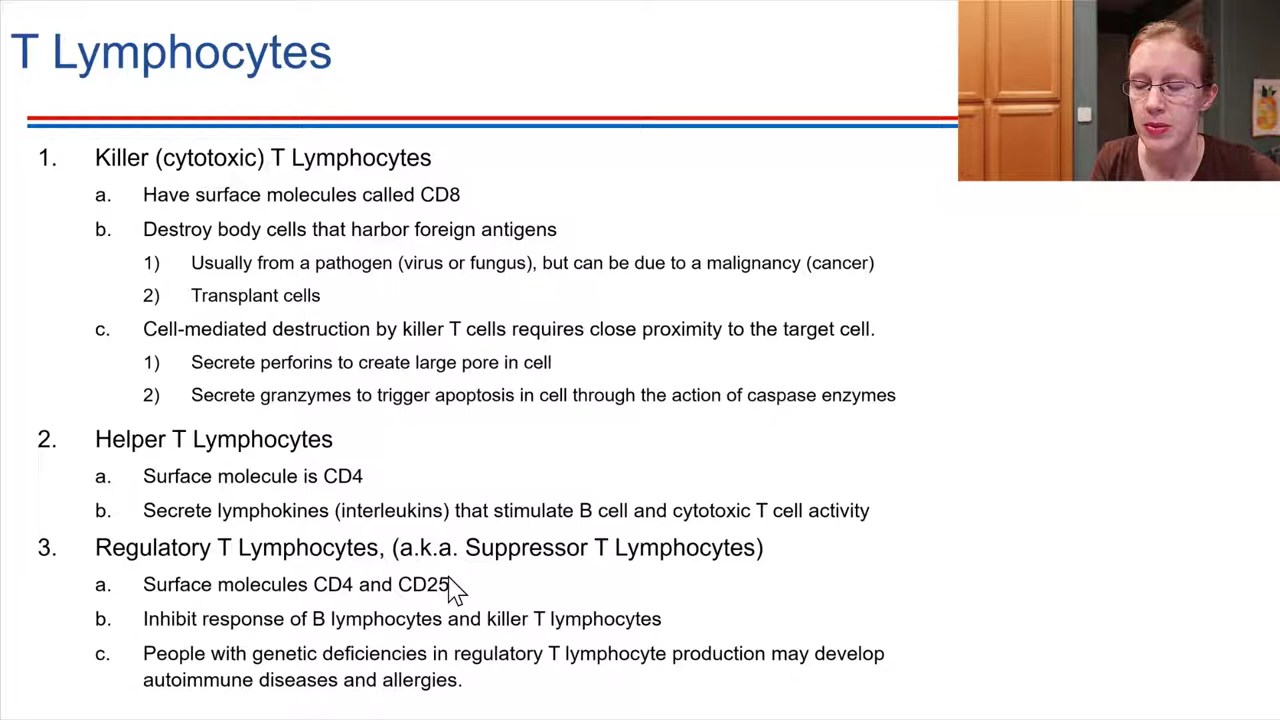 T Lymphocytes
1. Killer (cytotoxic) T Lymphocytes
a. Have surface molecules called CD8
b. Destroy body cells that harbor foreign antigens
1) Usually from a pathogen (virus or fungus), but can be due to a malignancy (cancer)
2) Transplant cells
c. Cell-mediated destruction by killer T cells requires close proximity to the target cell.
1) Secrete perforins to create large pore in cell
2) Secrete granzymes to trigger apoptosis in cell through the action of caspase enzymes
2. Helper T Lymphocytes
a. Surface molecule is CD4
b. Secrete lymphokines (interleukins) that stimulate B cell and cytotoxic T cell activity
3. Regulatory T Lymphocytes, (a.k.a. Suppressor T Lymphocytes)
a. Surface molecules CD4 and CD25
b. Inhibit response of B lymphocytes and killer T lymphocytes
c. People with genetic deficiencies in regulatory T lymphocyte production may develop
autoimmune diseases and allergies.